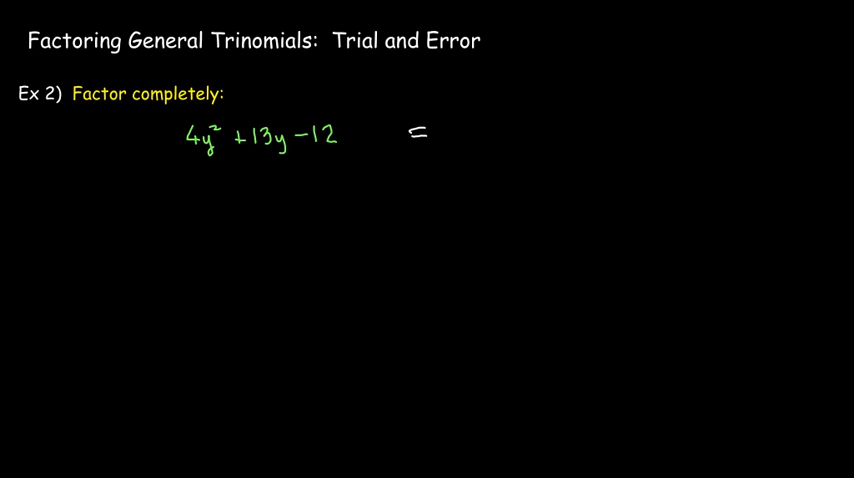 Factoring General Trinomials: Trial and Error
Ex 2) Factor completely:
4y² +13y -12 =